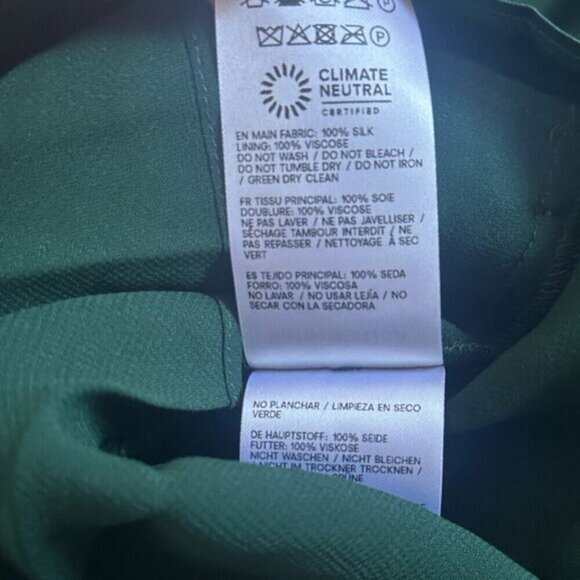 P
CLIMATE
NEUTRAL
CERTIFIED
EN MAIN FABRIC: 100% SILK
LINING: 100% VISCOSE
DO NOT WASH / DO NOT BLEACH /
DO NOT TUMBLE DRY / DO NOT IRON
/ GREEN DRY CLEAN
FR TISSU PRINCIPAL: 100% SOIE
DOUBLURE: 100% VISCOSE
NE PAS LAVER / NE PAS JAVELLISER /
SÉCHAGE TAMBOUR INTERDIT / NE
PAS REPASSER / NETTOYAGE À SEC
VERT
ES TEJIDO PRINCIPAL: 100% SEDA
FORRO: 100% VISCOSA
NO LAVAR / NO USAR LEJÍA / NO
SECAR CON LA SECADORA
NO PLANCHAR / LIMPIEZA EN SECO
VERDE
DE HAUPTSTOFF: 100% SEIDE
FUTTER: 100% VISKOSE
NICHT WASCHEN / NICHT BLEICHEN
/ NICHT IM TROCKNER TROCKNEN /